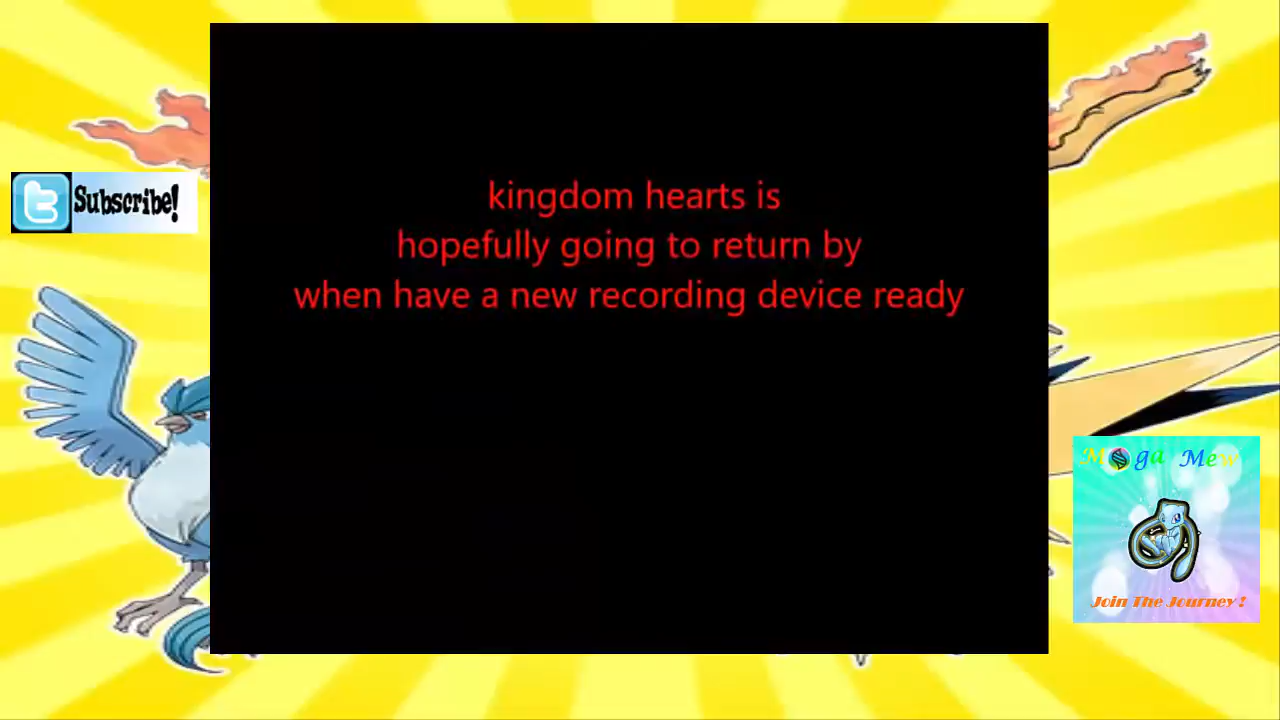 Subscribe!
kingdom hearts is
hopefully going to return by
when have a new recording device ready
Mega Mew
Join The Journey !